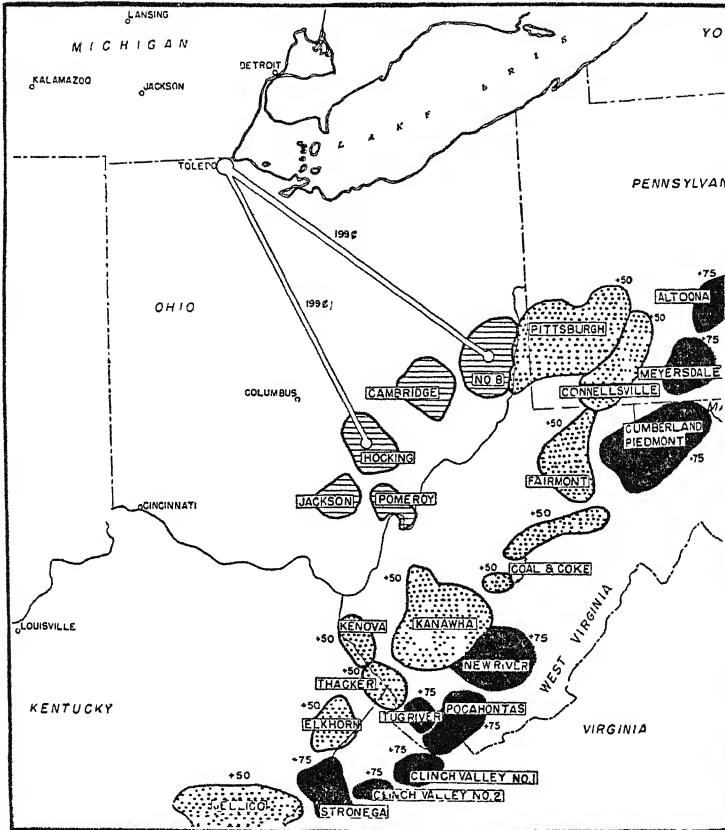 LANSING
MICHIGAN
YO
DETROIT
KALAMAZOO
JACKSON
LAKE ERIE
TOLEDO
PENNSYLVAN
199¢
199¢
OHIO
+50
+75
ALTOONA
+50
PITTSBURGH
+75
MEYERSDALE
NO 8
CAMBRIDGE
CONNELLSVILLE
COLUMBUS
M
CUMBERLAND
PIEDMONT
+50
+75
HOCKING
FAIRMONT
JACKSON
POMEROY
CINCINNATI
+50
COAL & COKE
+50
+50
WEST VIRGINIA
LOUISVILLE
KENOVA
KANAWHA
+50
+75
NEW RIVER
+50
THACKER
+75
POCAHONTAS
KENTUCKY
TUG RIVER
+75
VIRGINIA
+50
ELKHORN
+75
+50
+75
+75
CLINCH VALLEY NO.1
CLINCH VALLEY NO.2
JELLICO
STRONEGA